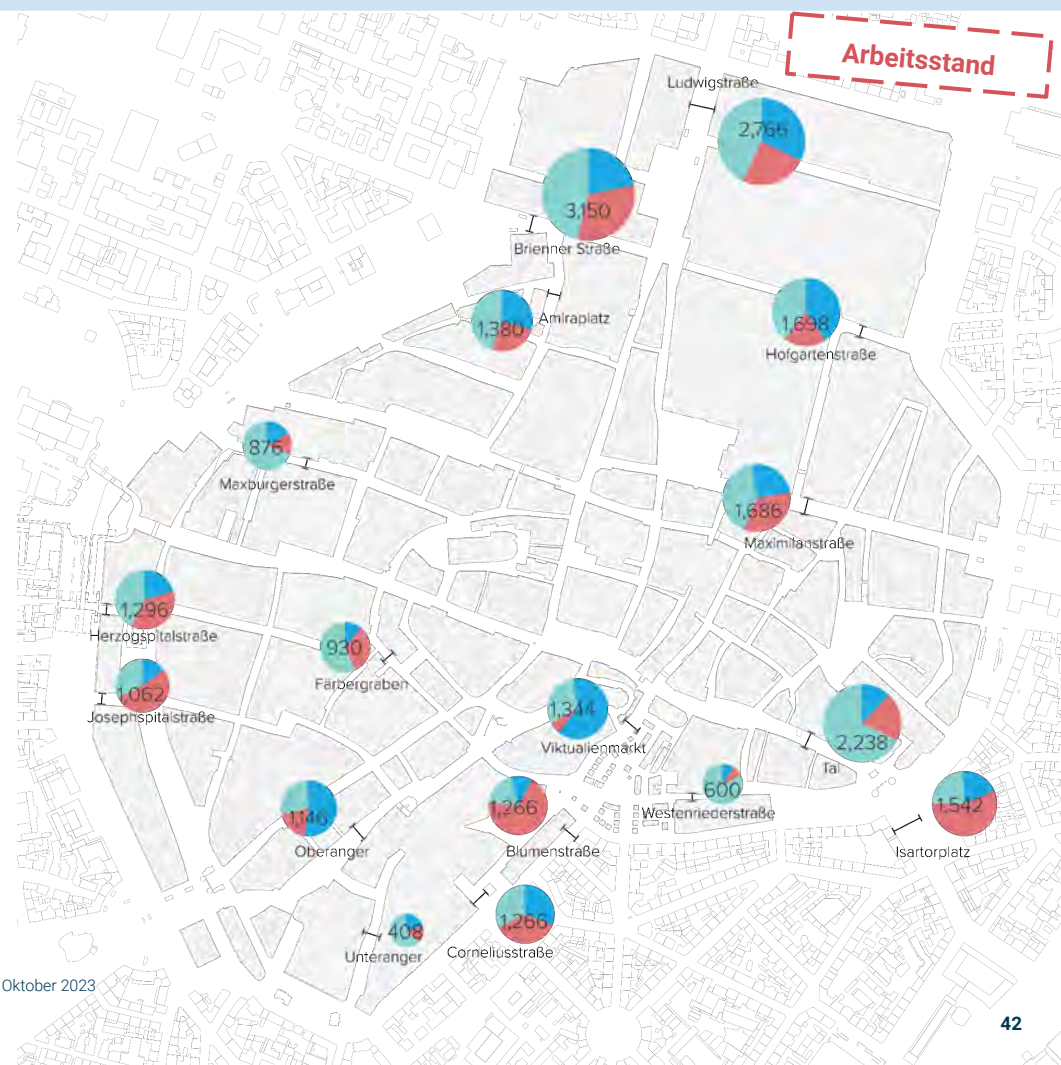 Arbeitsstand
Ludwigstraße
2,766
3,150
Brienner Straße
1,380
Amiraplatz
1,698
Hofgartenstraße
876
Maxburgerstraße
1,686
Maximilanstraße
1,296
Herzogspitalstraße
930
Färbergraben
1,062
Josephspitalstraße
1,344
Viktualienmarkt
2,238
Tal
600
Westenriederstraße
1,542
Isartorplatz
1,146
Oberanger
1,266
Blumenstraße
408
Unteranger
1,266
Corneliusstraße
Oktober 2023
42